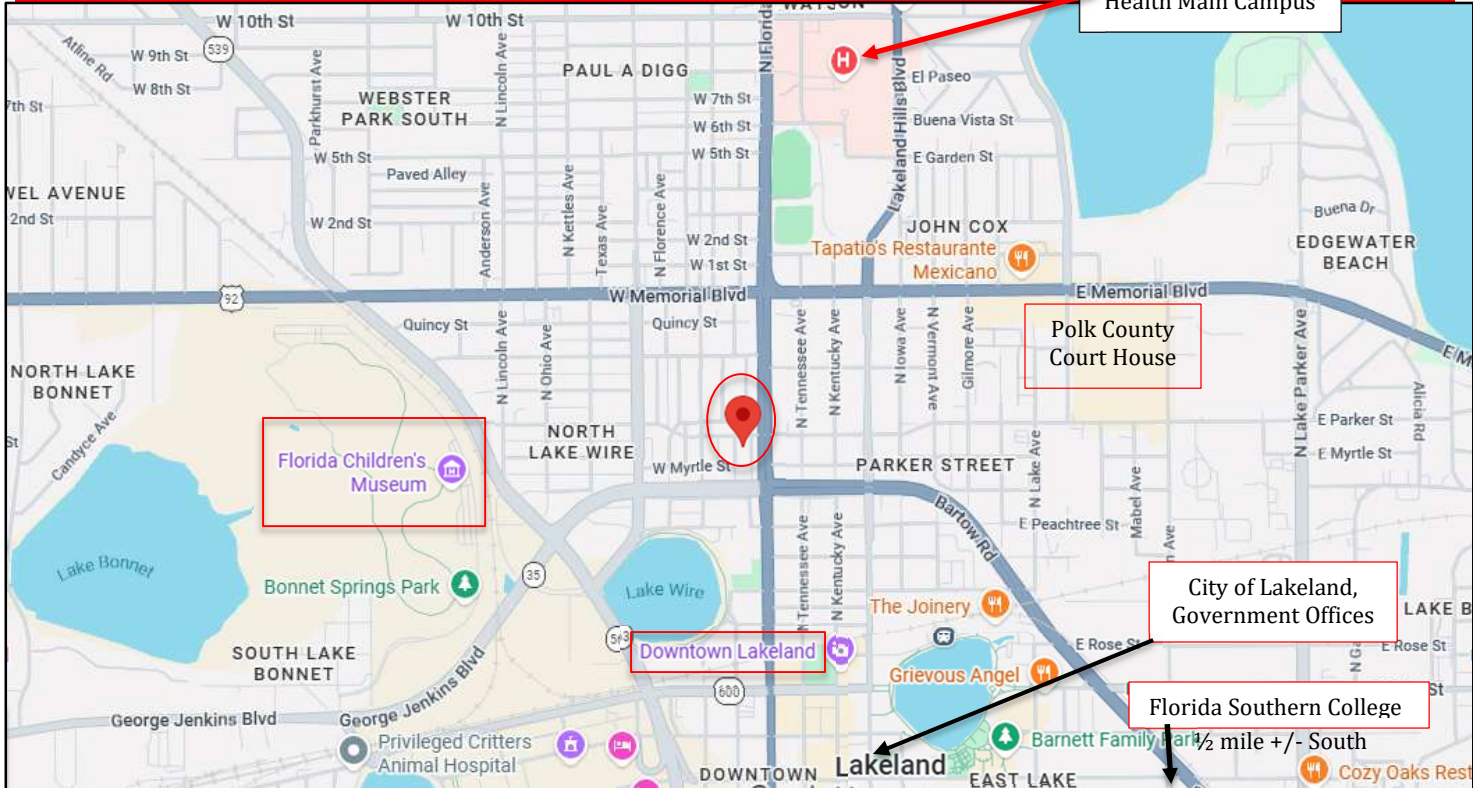 Health Main Campus
W 10th St
W 10th St
N Florida
WATSON
539
Atline Rd
W 9th St
W 8th St
7th St
Parkhurst Ave
WEBSTER
PARK SOUTH
N Lincoln Ave
PAUL A DIGG
W 7th St
W 6th St
W 5th St
H
Lakeland Hills Blvd
El Paseo
Buena Vista St
E Garden St
W 5th St
Paved Alley
WEL AVENUE
2nd St
W 2nd St
Anderson Ave
N Kettles Ave
Texas Ave
N Florence Ave
W 2nd St
W 1st St
JOHN COX
Tapatio's Restaurante
Mexicano
Buena Dr
EDGEWATER
BEACH
92
W Memorial Blvd
E Memorial Blvd
Quincy St
Quincy St
N Lincoln Ave
N Ohio Ave
N Tennessee Ave
N Kentucky Ave
N Iowa Ave
N Vermont Ave
Gilmore Ave
Polk County
Court House
N Lake Parker Ave
E M
NORTH LAKE
BONNET
Candyce Ave
St
Alicia Rd
E Parker St
E Myrtle St
Florida Children's
Museum
NORTH
LAKE WIRE
W Myrtle St
PARKER STREET
N Lake Ave
Mabel Ave
n Ave
Bartow Rd
E Peachtree St
Lake Bonnet
Bonnet Springs Park
35
Lake Wire
N Tennessee Ave
N Kentucky Ave
The Joinery
City of Lakeland,
Government Offices
LAKE B
E Rose St
E Rose St
N Ga
SOUTH LAKE
BONNET
Downtown Lakeland
Grievous Angel
600
St
George Jenkins Blvd
George Jenkins Blvd
Florida Southern College
½ mile +/- South
Privileged Critters
Animal Hospital
Barnett Family Park
DOWNTOWN
Lakeland
EAST LAKE
Cozy Oaks Rest